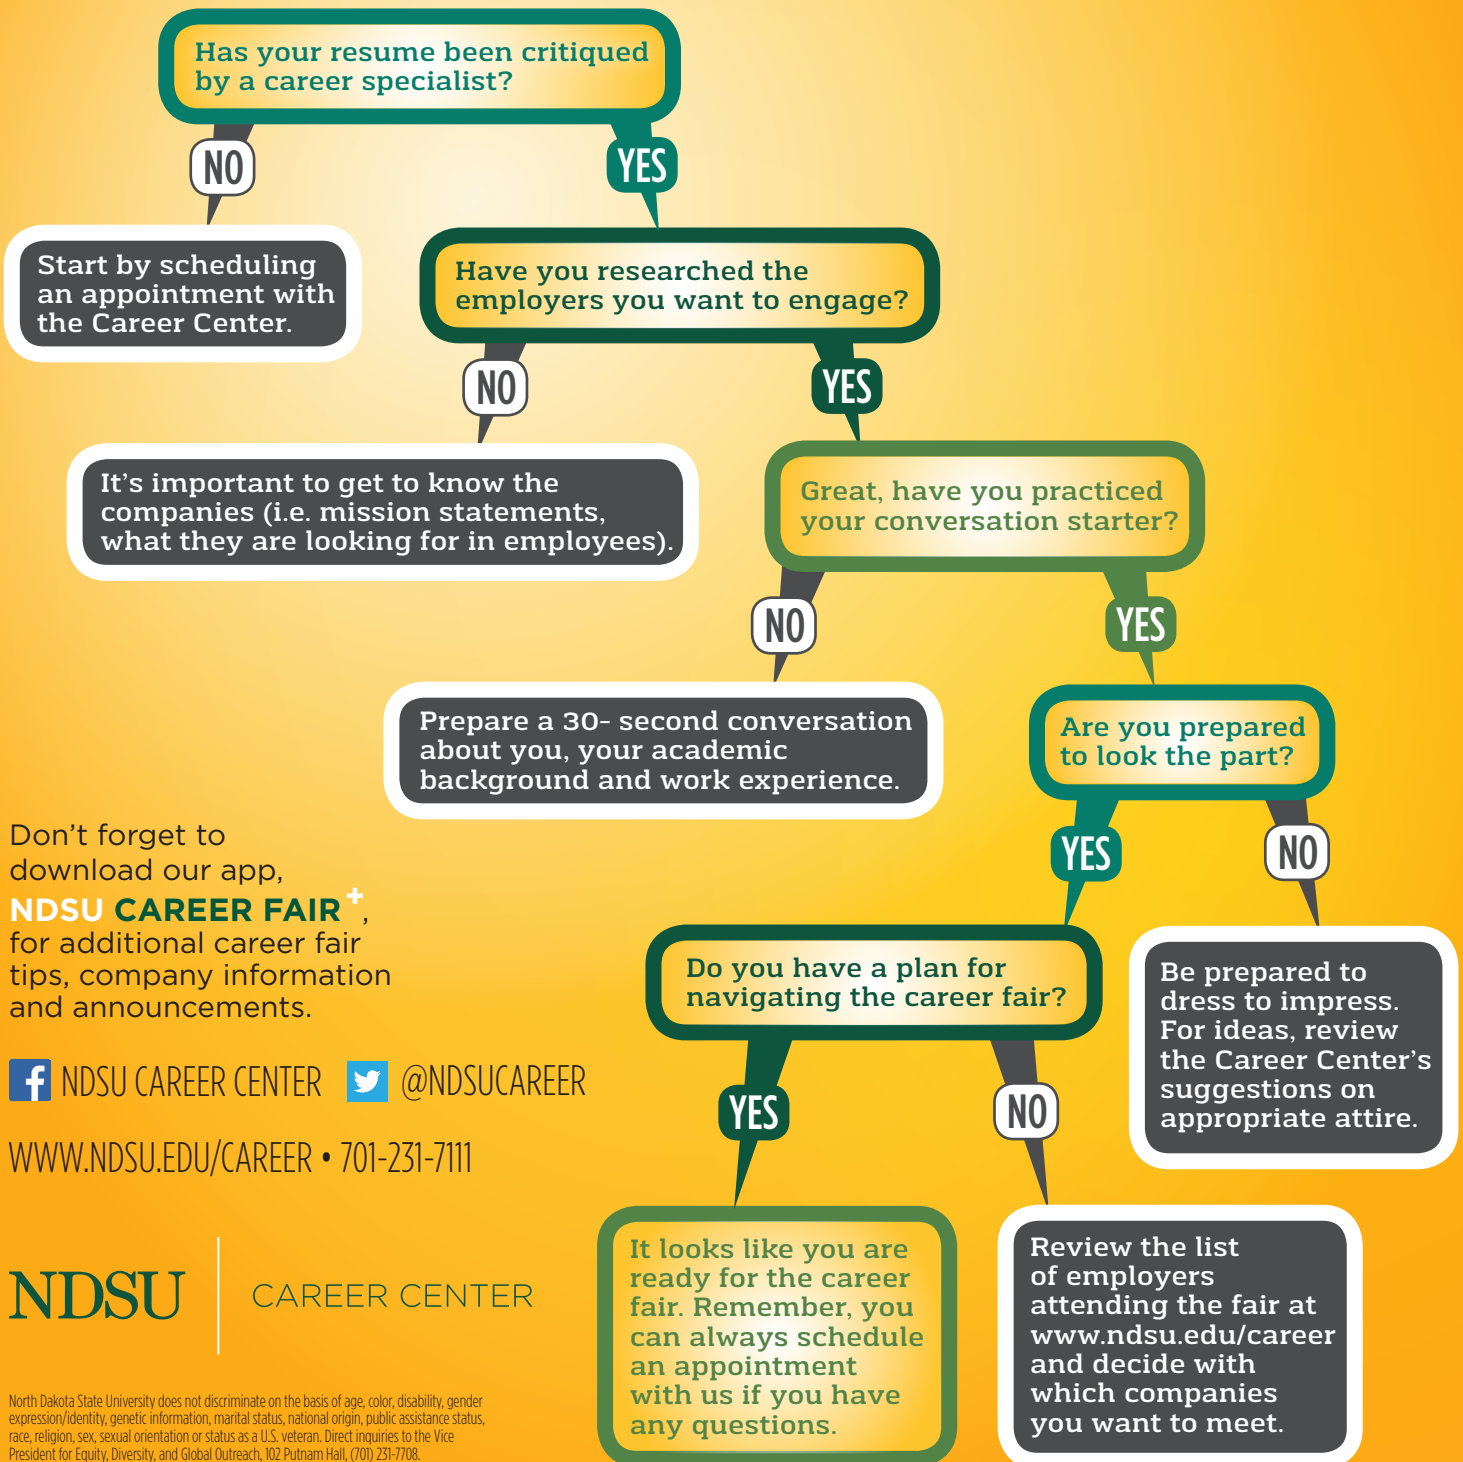 Has your resume been critiqued
by a career specialist?
NO
YES
Start by scheduling
an appointment with
the Career Center.
Have you researched the
employers you want to engage?
NO
YES
It's important to get to know the
companies (i.e. mission statements,
what they are looking for in employees).
Great, have you practiced
your conversation starter?
NO
YES
Prepare a 30- second conversation
about you, your academic
background and work experience.
Are you prepared
to look the part?
YES
NO
Don't forget to
download our app,
NDSU CAREER FAIR+,
for additional career fair
tips, company information
and announcements.
Do you have a plan for
navigating the career fair?
Be prepared to
dress to impress.
For ideas, review
the Career Center's
suggestions on
appropriate attire.
f NDSU CAREER CENTER @NDSUCAREER
YES
NO
WWW.NDSU.EDU/CAREER • 701-231-7111
It looks like you are
ready for the career
fair. Remember, you
can always schedule
an appointment
with us if you have
any questions.
Review the list
of employers
attending the fair at
www.ndsu.edu/career
and decide with
which companies
you want to meet.
NDSU CAREER CENTER
North Dakota State University does not discriminate on the basis of age, color, disability, gender
expression/identity, genetic information, marital status, national origin, public assistance status,
race, religion, sex, sexual orientation or status as a U.S. veteran. Direct inquiries to the Vice
President for Equity, Diversity, and Global Outreach, 102 Putnam Hall, (701) 231-7708.